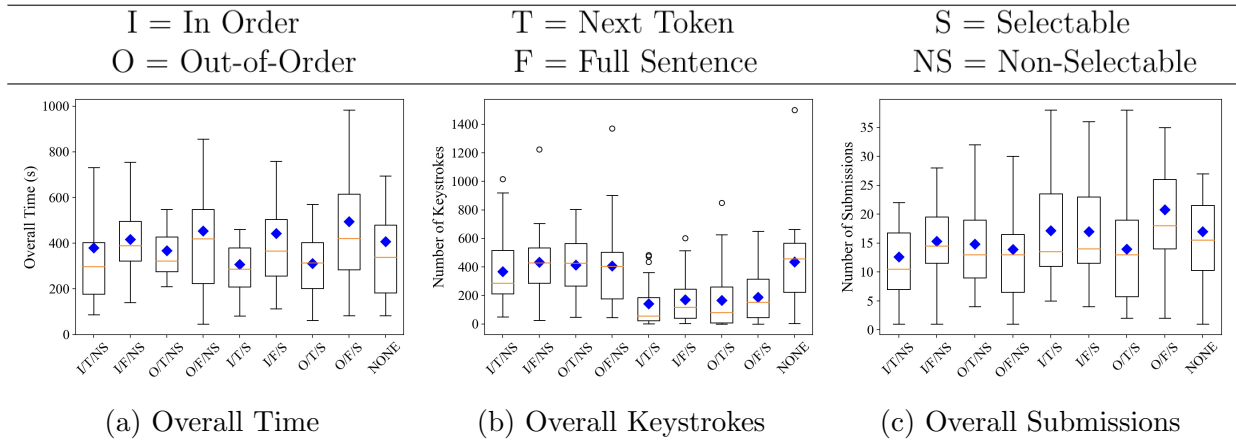 I = In Order T = Next Token S = Selectable
O = Out-of-Order F = Full Sentence NS = Non-Selectable
Overall Time (s)
1000
800
600
400
200
0
I/T/NS I/F/NS O/T/NS O/F/NS I/T/S I/F/S O/T/S O/F/S NONE
(a) Overall Time
Number of Keystrokes
1400
1200
1000
800
600
400
200
0
I/T/NS I/F/NS O/T/NS O/F/NS I/T/S I/F/S O/T/S O/F/S NONE
(b) Overall Keystrokes
Number of Submissions
35
30
25
20
15
10
5
0
I/T/NS I/F/NS O/T/NS O/F/NS I/T/S I/F/S O/T/S O/F/S NONE
(c) Overall Submissions